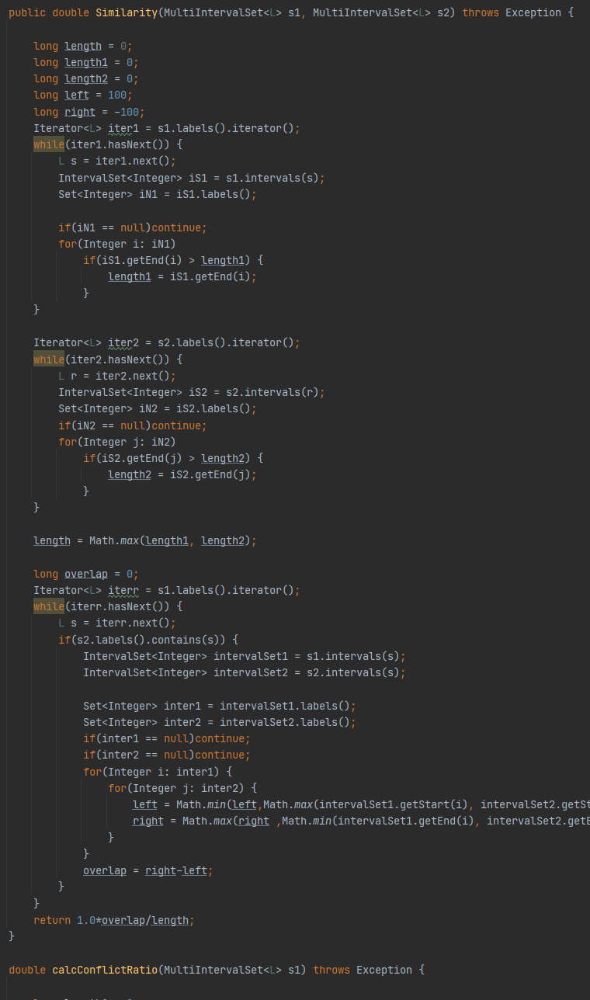 public double Similarity(MultiIntervalSet<L> s1, MultiIntervalSet<L> s2) throws Exception {
long length = 0;
long length1 = 0;
long length2 = 0;
long left = 100;
long right = -100;
Iterator<L> iter1 = s1.labels().iterator();
while(iter1.hasNext()) {
L s = iter1.next();
IntervalSet<Integer> iS1 = s1.intervals(s);
Set<Integer> iN1 = iS1.labels();
if(iN1 == null)continue;
for(Integer i: iN1)
if(iS1.getEnd(i) > length1) {
length1 = iS1.getEnd(i);
}
}
Iterator<L> iter2 = s2.labels().iterator();
while(iter2.hasNext()) {
L r = iter2.next();
IntervalSet<Integer> iS2 = s2.intervals(r);
Set<Integer> iN2 = iS2.labels();
if(iN2 == null)continue;
for(Integer j: iN2)
if(iS2.getEnd(j) > length2) {
length2 = iS2.getEnd(j);
}
}
length = Math.max(length1, length2);
long overlap = 0;
Iterator<L> iterr = s1.labels().iterator();
while(iterr.hasNext()) {
L s = iterr.next();
if(s2.labels().contains(s)) {
IntervalSet<Integer> intervalSet1 = s1.intervals(s);
IntervalSet<Integer> intervalSet2 = s2.intervals(s);
Set<Integer> inter1 = intervalSet1.labels();
Set<Integer> inter2 = intervalSet2.labels();
if(inter1 == null)continue;
if(inter2 == null)continue;
for(Integer i: inter1) {
for(Integer j: inter2) {
left = Math.min(left,Math.max(intervalSet1.getStart(i), intervalSet2.getSt
right = Math.max(right ,Math.min(intervalSet1.getEnd(i), intervalSet2.getE
}
}
overlap = right-left;
}
}
return 1.0*overlap/length;
}
double calcConflictRatio(MultiIntervalSet<L> s1) throws Exception {